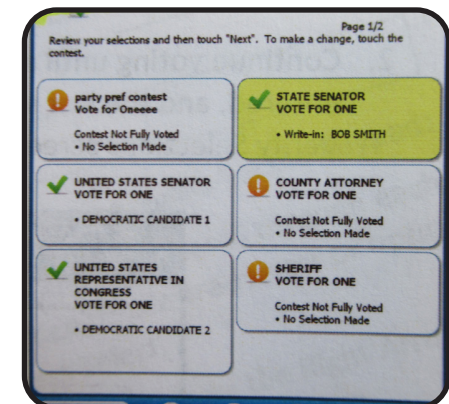 Page 1/2
Review your selections and then touch "Next". To make a change, touch the
contest.
party pref contest
Vote for Oneeee
Contest Not Fully Voted
• No Selection Made
UNITED STATES SENATOR
VOTE FOR ONE
• DEMOCRATIC CANDIDATE 1
UNITED STATES
REPRESENTATIVE IN
CONGRESS
VOTE FOR ONE
• DEMOCRATIC CANDIDATE 2
STATE SENATOR
VOTE FOR ONE
• Write-in: BOB SMITH
COUNTY ATTORNEY
VOTE FOR ONE
Contest Not Fully Voted
• No Selection Made
SHERIFF
VOTE FOR ONE
Contest Not Fully Voted
• No Selection Made